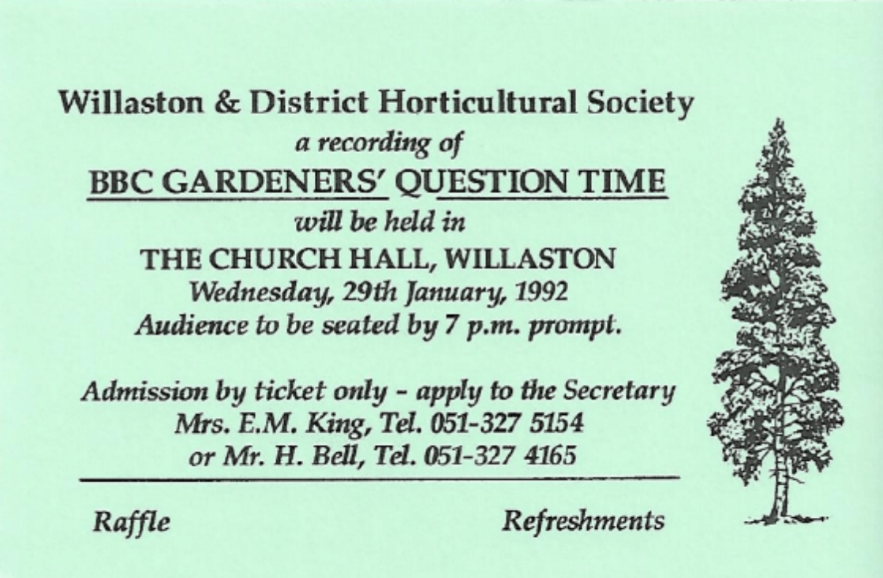 Willaston & District Horticultural Society
a recording of
BBC GARDENERS' QUESTION TIME
will be held in
THE CHURCH HALL, WILLASTON
Wednesday, 29th January, 1992
Audience to be seated by 7 p.m. prompt.
Admission by ticket only - apply to the Secretary
Mrs. E.M. King, Tel. 051-327 5154
or Mr. H. Bell, Tel. 051-327 4165
Raffle Refreshments